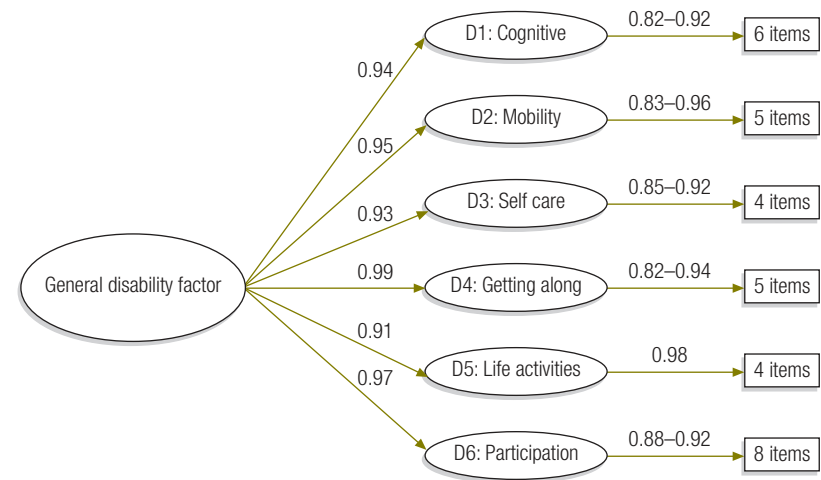 D1: Cognitive
0.82–0.92
6 items
0.94
D2: Mobility
0.83–0.96
5 items
0.95
D3: Self care
0.85–0.92
4 items
0.93
General disability factor
0.99
D4: Getting along
0.82–0.94
5 items
0.91
D5: Life activities
0.98
4 items
0.97
D6: Participation
0.88–0.92
8 items